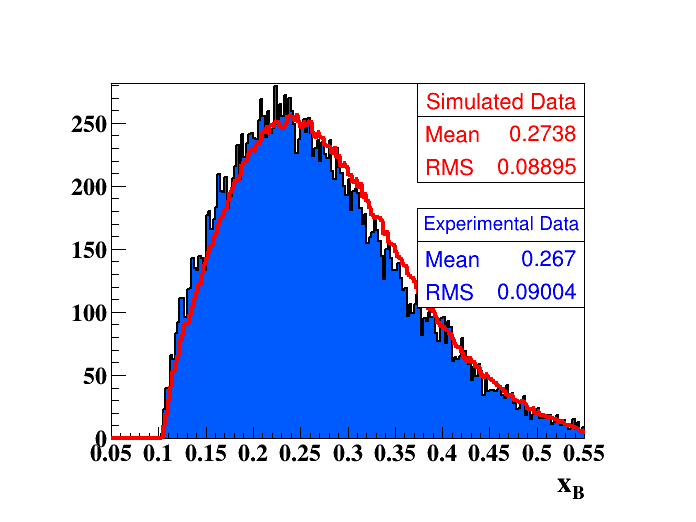 Simulated Data
Mean 0.2738
RMS 0.08895
Experimental Data
Mean 0.267
RMS 0.09004
250
200
150
100
50
0
0.05 0.1 0.15 0.2 0.25 0.3 0.35 0.4 0.45 0.5 0.55
x_B